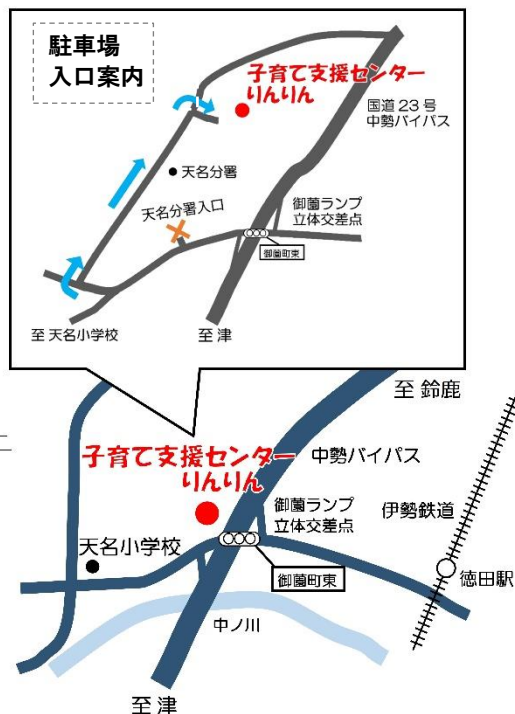 駐車場
入口案内
子育て支援センター
りんりん
国道23号
中勢バイパス
天名分署
天名分署入口
御薗ランプ
立体交差点
御薗町東
至 天名小学校
至 津
至 鈴鹿
子育て支援センター
りんりん
中勢バイパス
御薗ランプ
立体交差点
伊勢鉄道
天名小学校
御薗町東
徳田駅
中ノ川
至 津